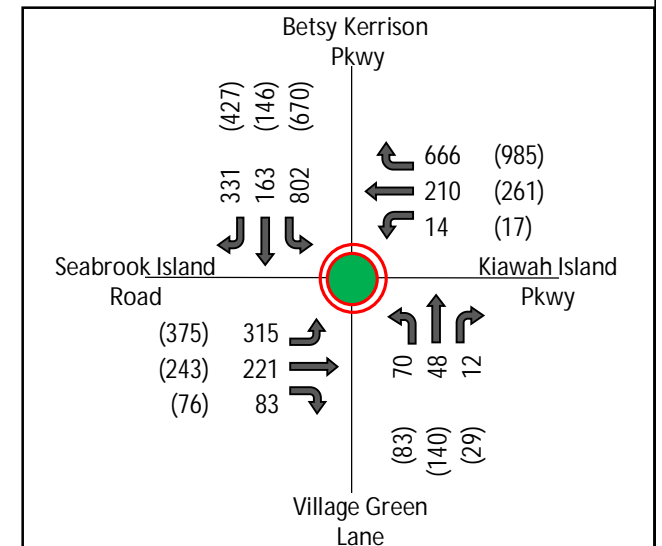 Betsy Kerrison
Pkwy
(427) (146) (670)
331 163 802
666 (985)
210 (261)
14 (17)
Seabrook Island
Road
Kiawah Island
Pkwy
(375) 315
(243) 221
(76) 83
70 48 12
(83) (140) (29)
Village Green
Lane